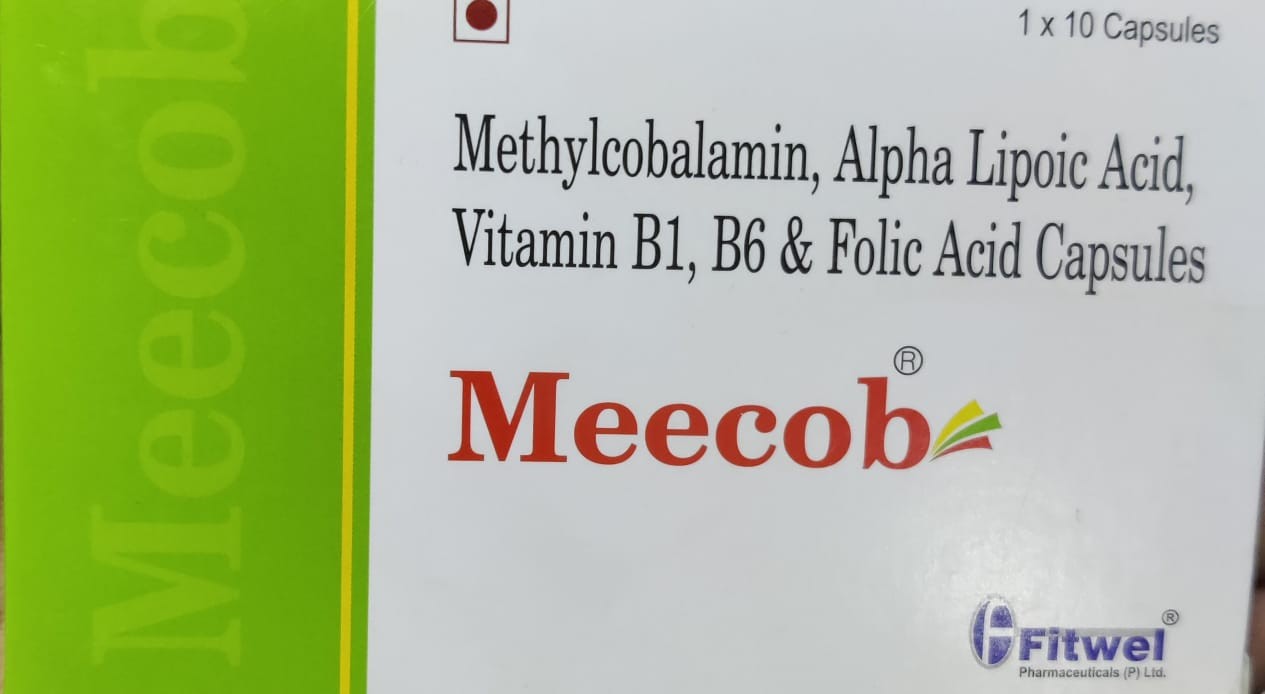 Meecob
1 x 10 Capsules
Methylcobalamin, Alpha Lipoic Acid,
Vitamin B1, B6 & Folic Acid Capsules
Meecob®
Fitwel®
Pharmaceuticals (P) Ltd.